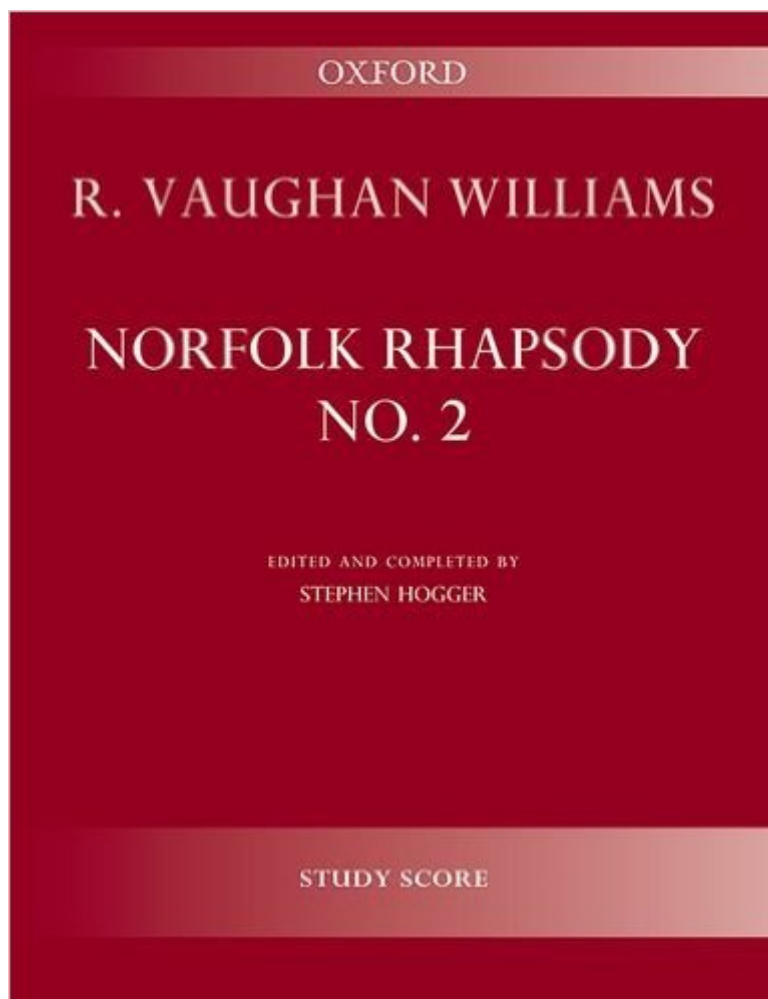 OXFORD
R. VAUGHAN WILLIAMS
NORFOLK RHAPSODY
NO. 2
EDITED AND COMPLETED BY
STEPHEN HOGGER
STUDY SCORE